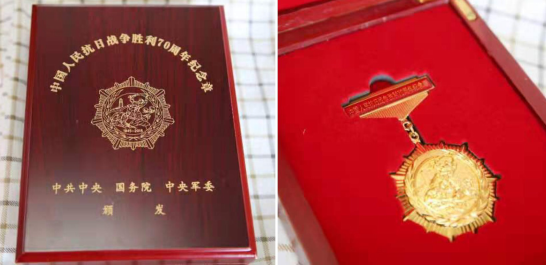 中国人民抗日战争胜利70周年纪念章
中共中央 国务院 中央军委
颁 发